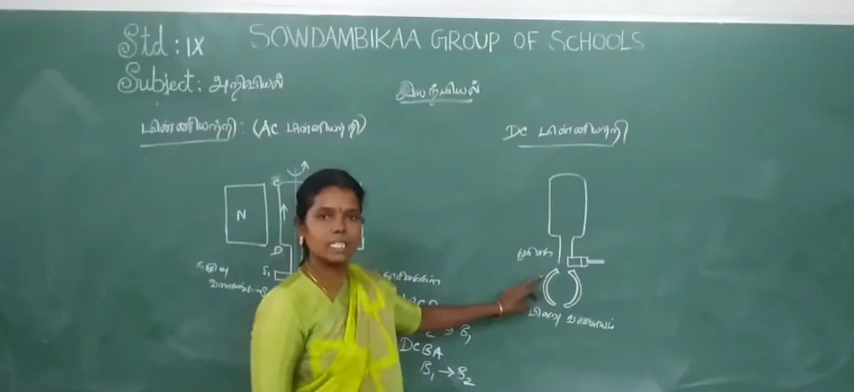 Std: IX SOWDAMBIKAA GROUP OF SCHOOLS
Subject: அறிவியல்
இயற்பியல்
மின்னியற்றி: (AC மின்னியற்றி)
DC மின்னியற்றி
N
C
D
S₁
DCBA
B₁→S₂
பிளவு வளையம்